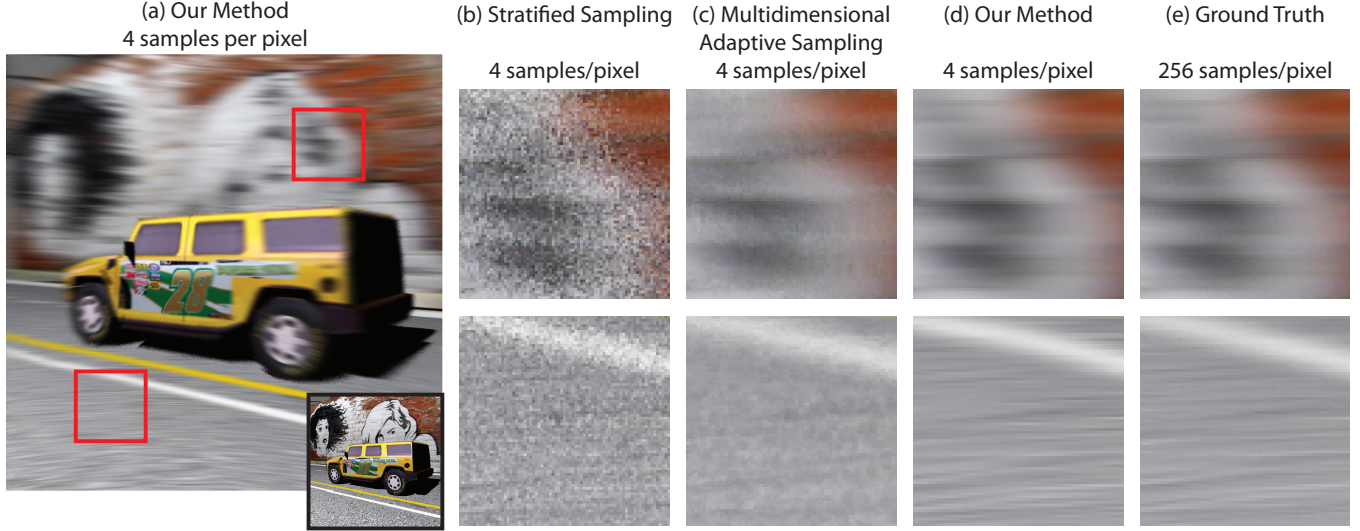 (a) Our Method
4 samples per pixel
(b) Stratified Sampling
4 samples/pixel
(c) Multidimensional
Adaptive Sampling
4 samples/pixel
(d) Our Method
4 samples/pixel
(e) Ground Truth
256 samples/pixel
28